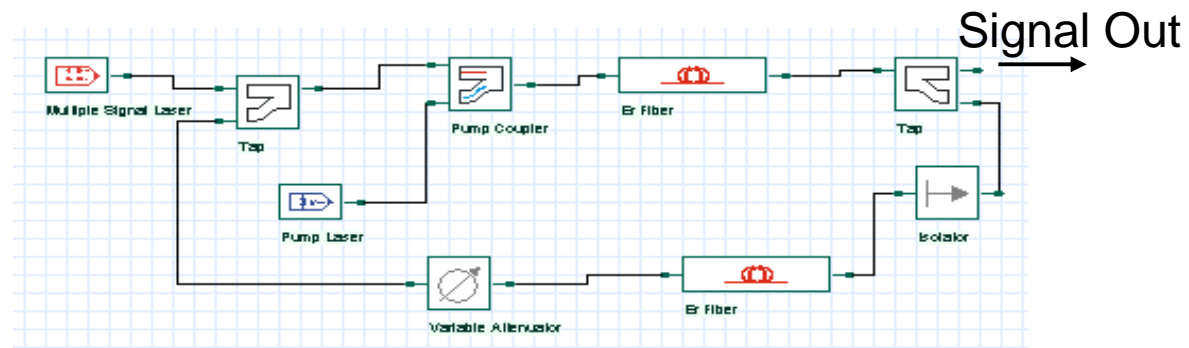 Signal Out
Multiple Signal Laser
Tap
Pump Coupler
Er Fiber
Tap
Pump Laser
Isolator
Variable Attenuator
Er Fiber